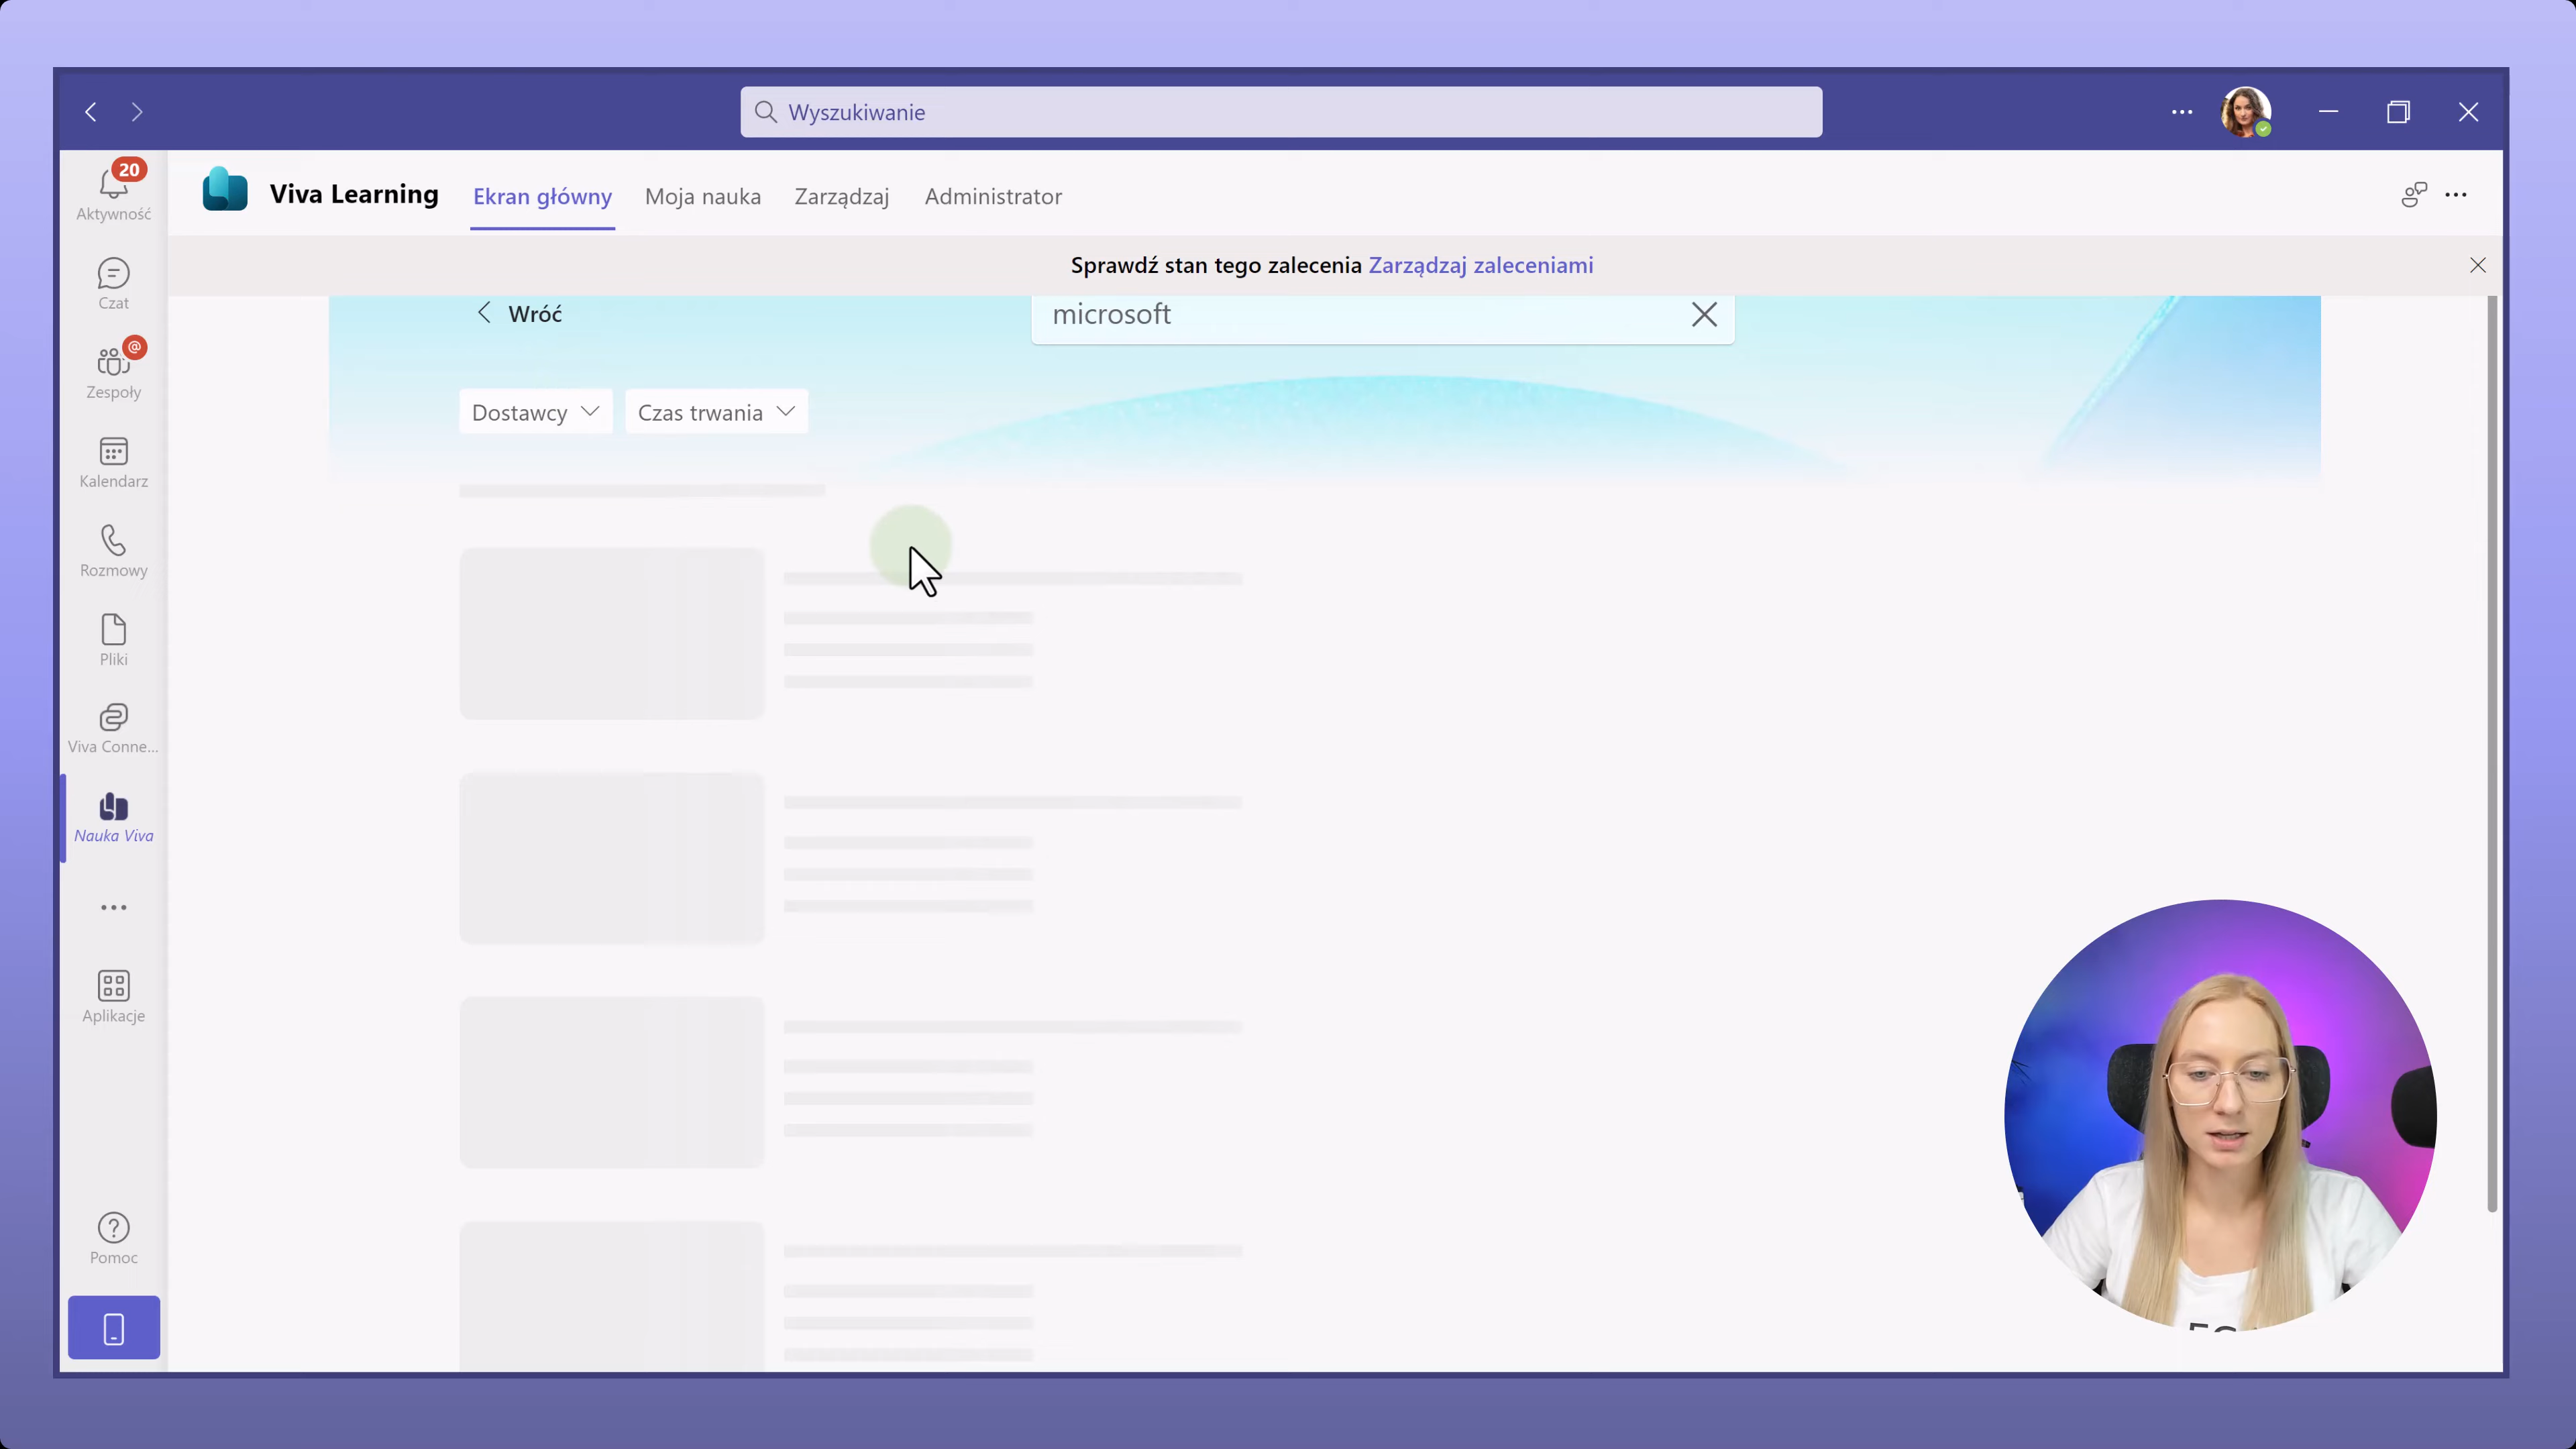 Wyszukiwanie
20
Aktywność
Czat
@
Zespoły
Kalendarz
Rozmowy
Pliki
Viva Conne...
Nauka Viva
Aplikacje
Pomoc
Viva Learning
Ekran główny
Moja nauka
Zarządzaj
Administrator
Sprawdź stan tego zalecenia Zarządzaj zaleceniami
Wróć
microsoft
Dostawcy
Czas trwania